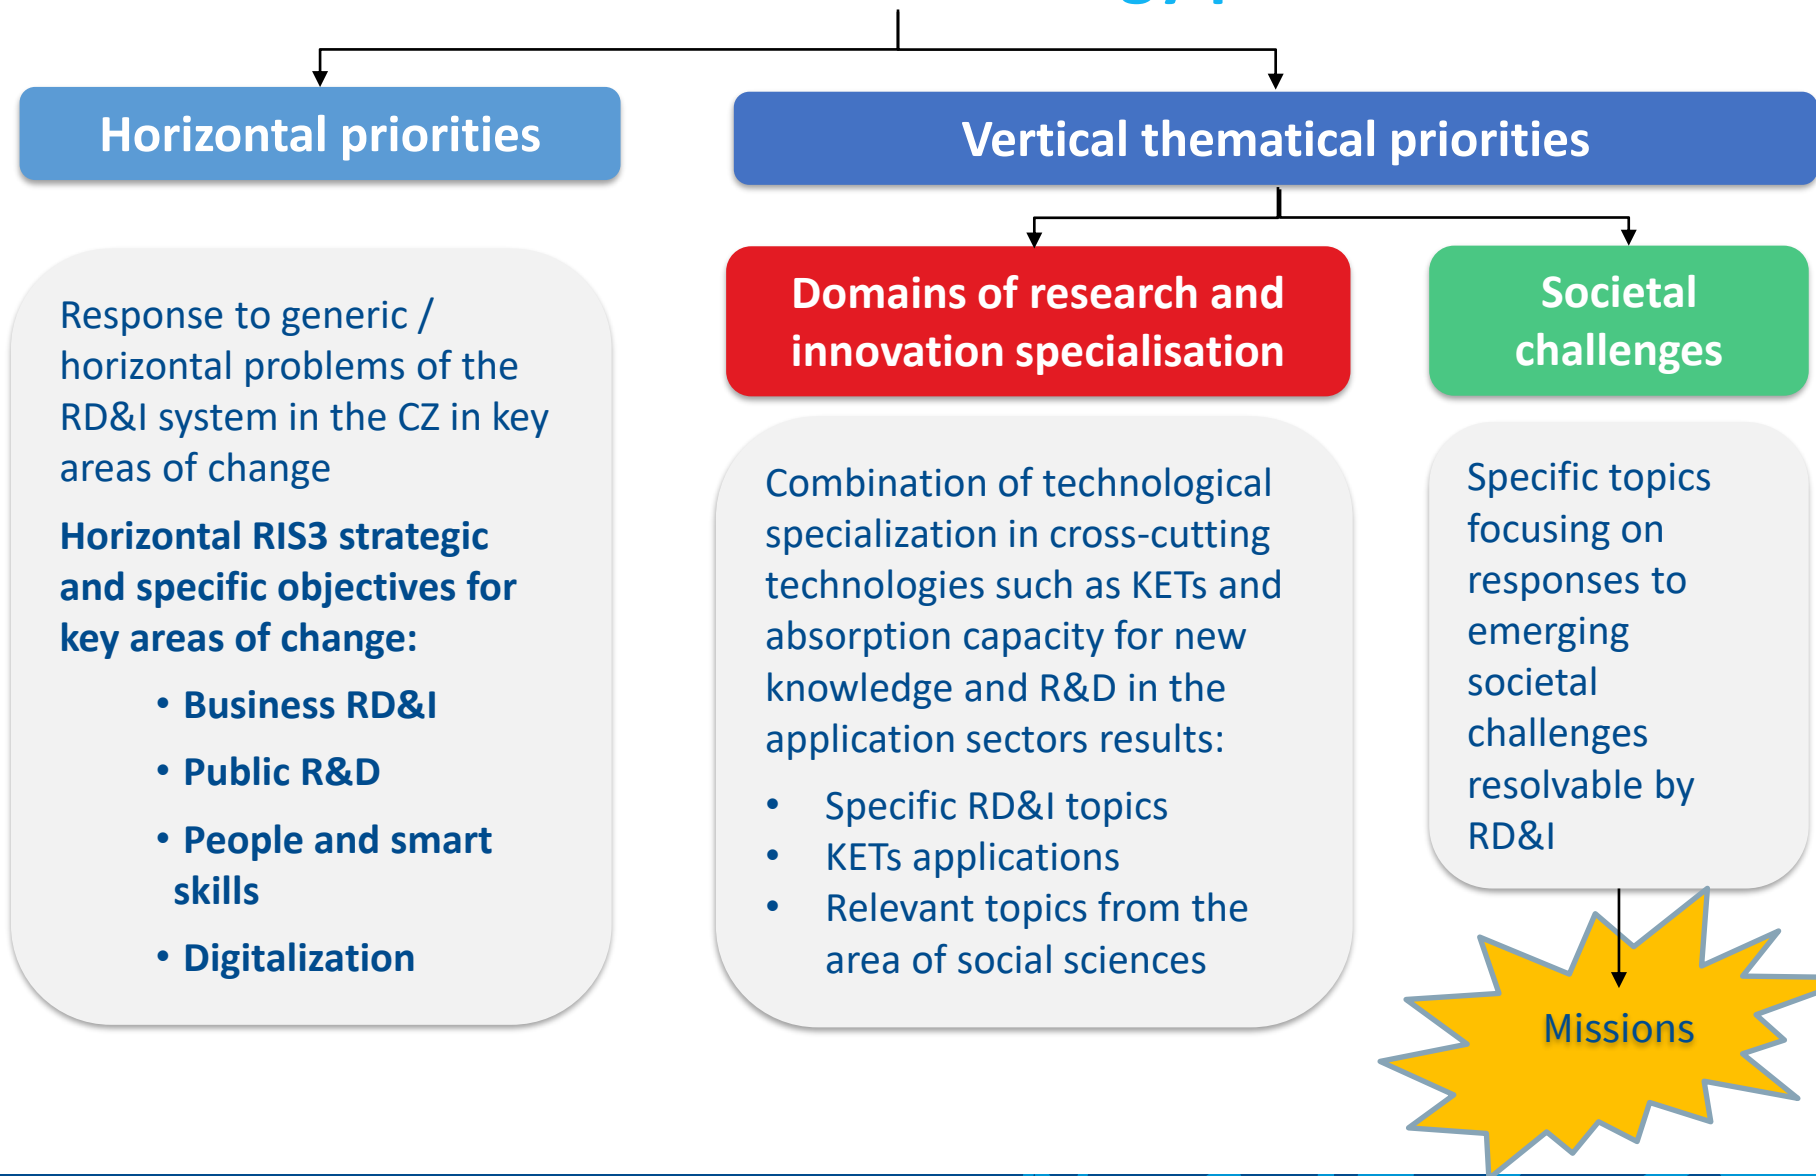 Horizontal priorities
Vertical thematical priorities
Response to generic /
horizontal problems of the
RD&I system in the CZ in key
areas of change
Horizontal RIS3 strategic
and specific objectives for
key areas of change:
• Business RD&I
• Public R&D
• People and smart
skills
• Digitalization
Domains of research and
innovation specialisation
Combination of technological
specialization in cross-cutting
technologies such as KETs and
absorption capacity for new
knowledge and R&D in the
application sectors results:
• Specific RD&I topics
• KETs applications
• Relevant topics from the
area of social sciences
Societal
challenges
Specific topics
focusing on
responses to
emerging
societal
challenges
resolvable by
RD&I
Missions